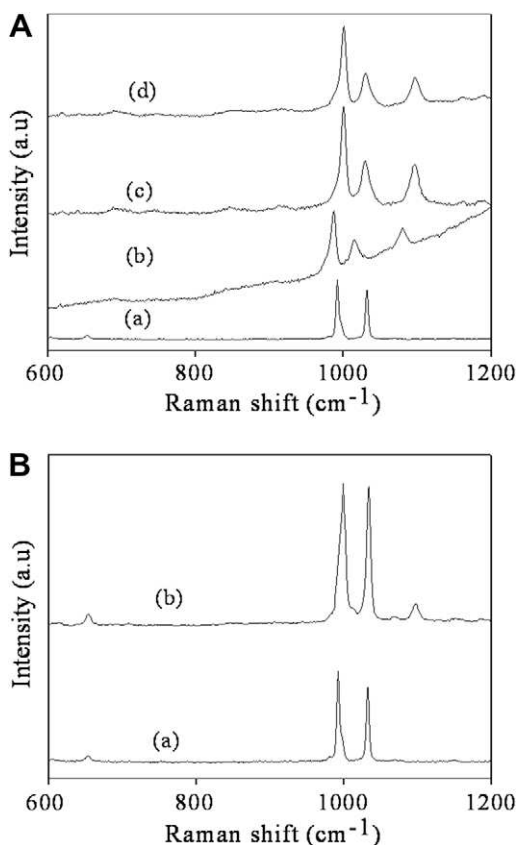 A
Intensity (a.u)
(d)
(c)
(b)
(a)
600 800 1000 1200
Raman shift (cm-1)
B
Intensity (a.u)
(b)
(a)
600 800 1000 1200
Raman shift (cm-1)